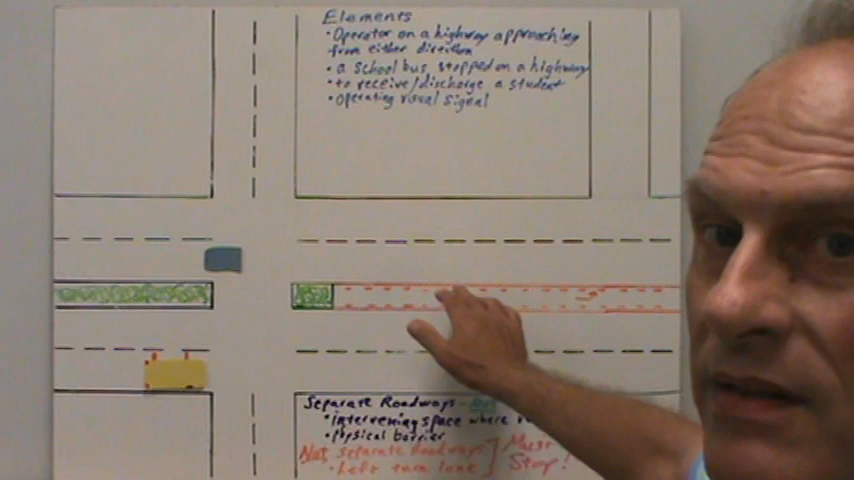 Elements
• Operator on a highway approaching
from either direction
• a school bus stopped on a highway
• to receive/discharge a student
• Operating visual signal
Separate Roadways
• intervening space where
• physical barrier
Not separate Roadways ] Must
• Left turn lane ] Stop!